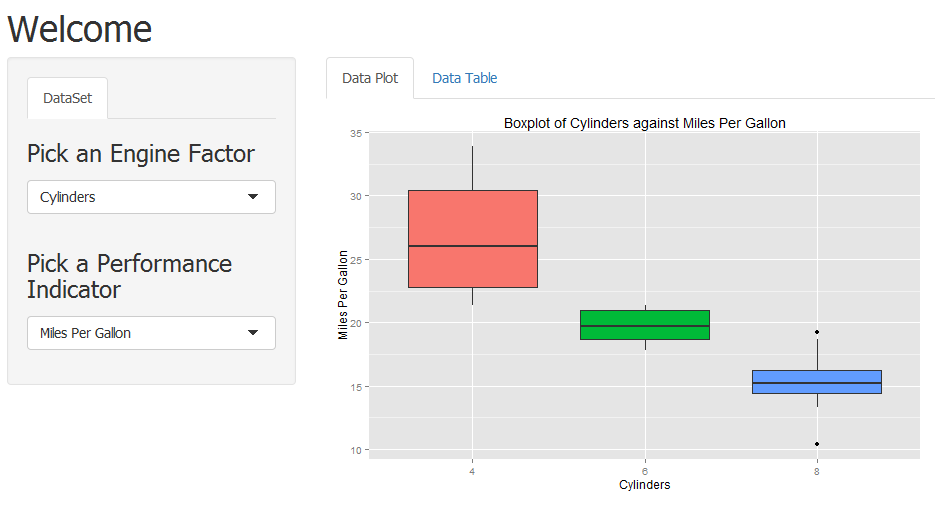 Welcome
DataSet
Pick an Engine Factor
Cylinders
Pick a Performance
Indicator
Miles Per Gallon
Data Plot
Data Table
Boxplot of Cylinders against Miles Per Gallon
Miles Per Gallon
35
30
25
20
15
10
4
6
8
Cylinders